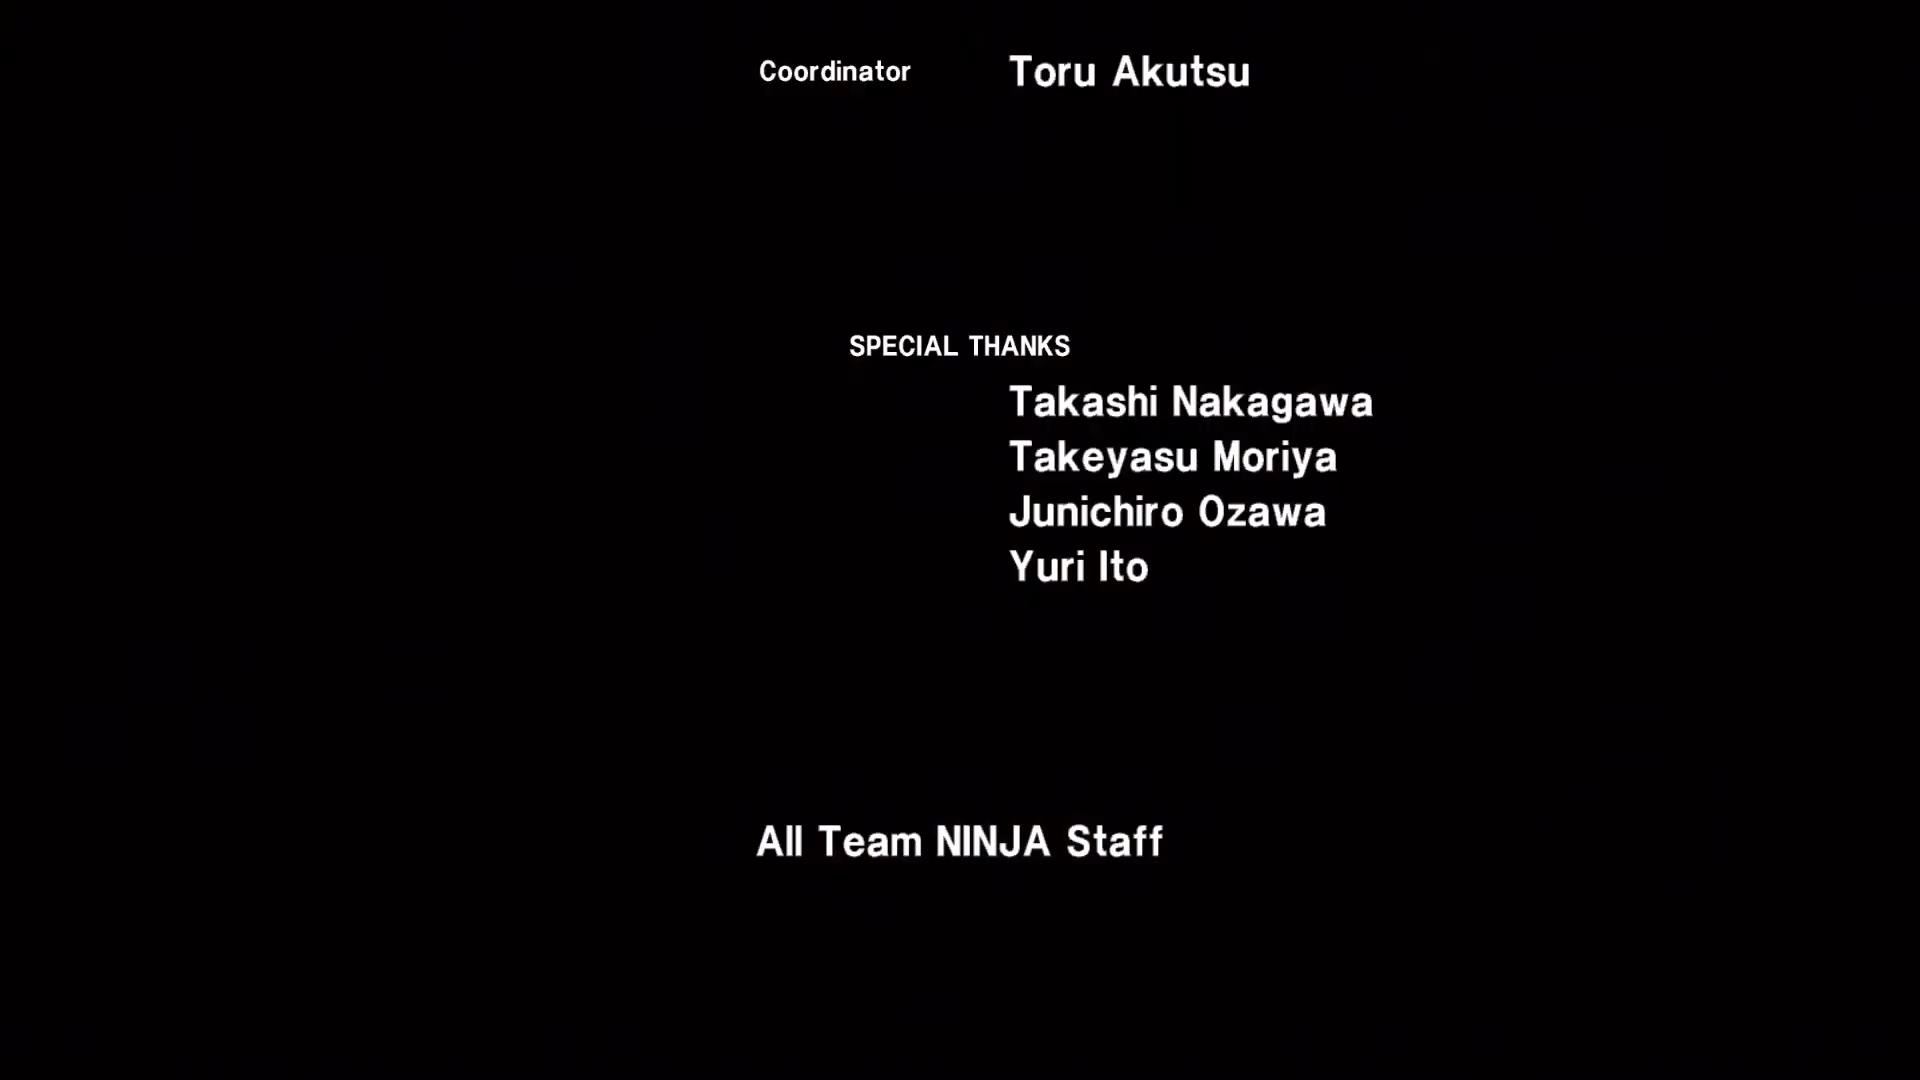 Coordinator Toru Akutsu
SPECIAL THANKS
Takashi Nakagawa
Takeyasu Moriya
Junichiro Ozawa
Yuri Ito
All Team NINJA Staff